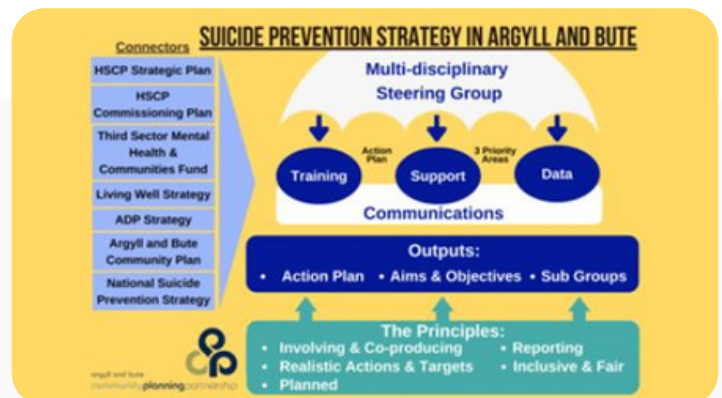 SUICIDE PREVENTION STRATEGY IN ARGYLL AND BUTE
Connectors
HSCP Strategic Plan
HSCP
Commissioning Plan
Third Sector Mental
Health &
Communities Fund
Living Well Strategy
ADP Strategy
Argyll and Bute
Community Plan
National Suicide
Prevention Strategy
Multi-disciplinary
Steering Group
Training
Action
Plan
Support
3 Priority
Areas
Data
Communications
Outputs:
• Action Plan • Aims & Objectives • Sub Groups
The Principles:
• Involving & Co-producing
• Realistic Actions & Targets
• Planned
• Reporting
• Inclusive & Fair
argyll and bute
communityplanningpartnership